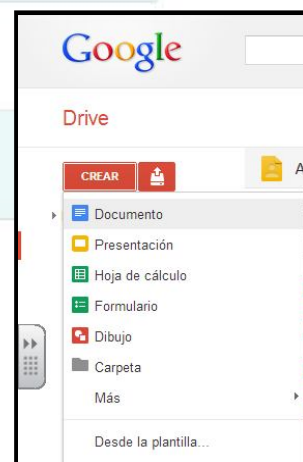 Google
Drive
CREAR
A
Documento
Presentación
Hoja de cálculo
Formulario
Dibujo
Carpeta
Más
Desde la plantilla...